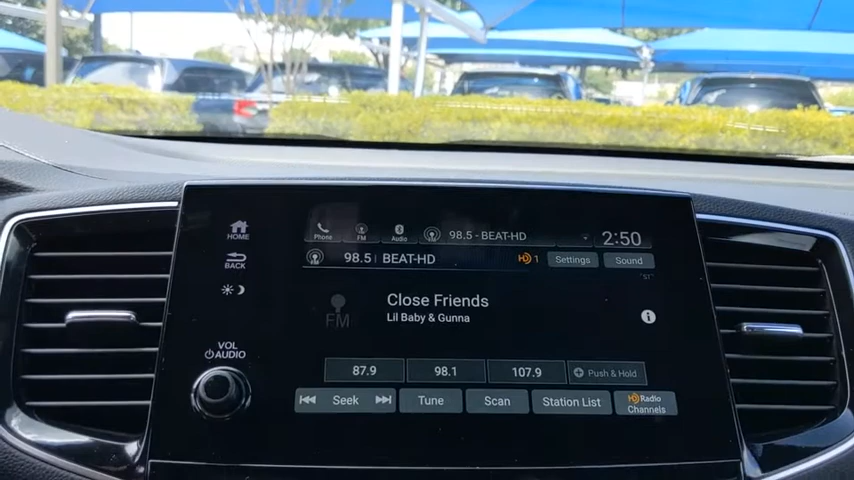 HOME
Phone
FM
Audio
98.5 - BEAT-HD
2:50
BACK
98.5| BEAT-HD
HD 1
Settings
Sound
"ST"
Close Friends
Lil Baby & Gunna
FM
VOL
AUDIO
87.9
98.1
107.9
Push & Hold
Seek
Tune
Scan
Station List
HD Radio
Channels